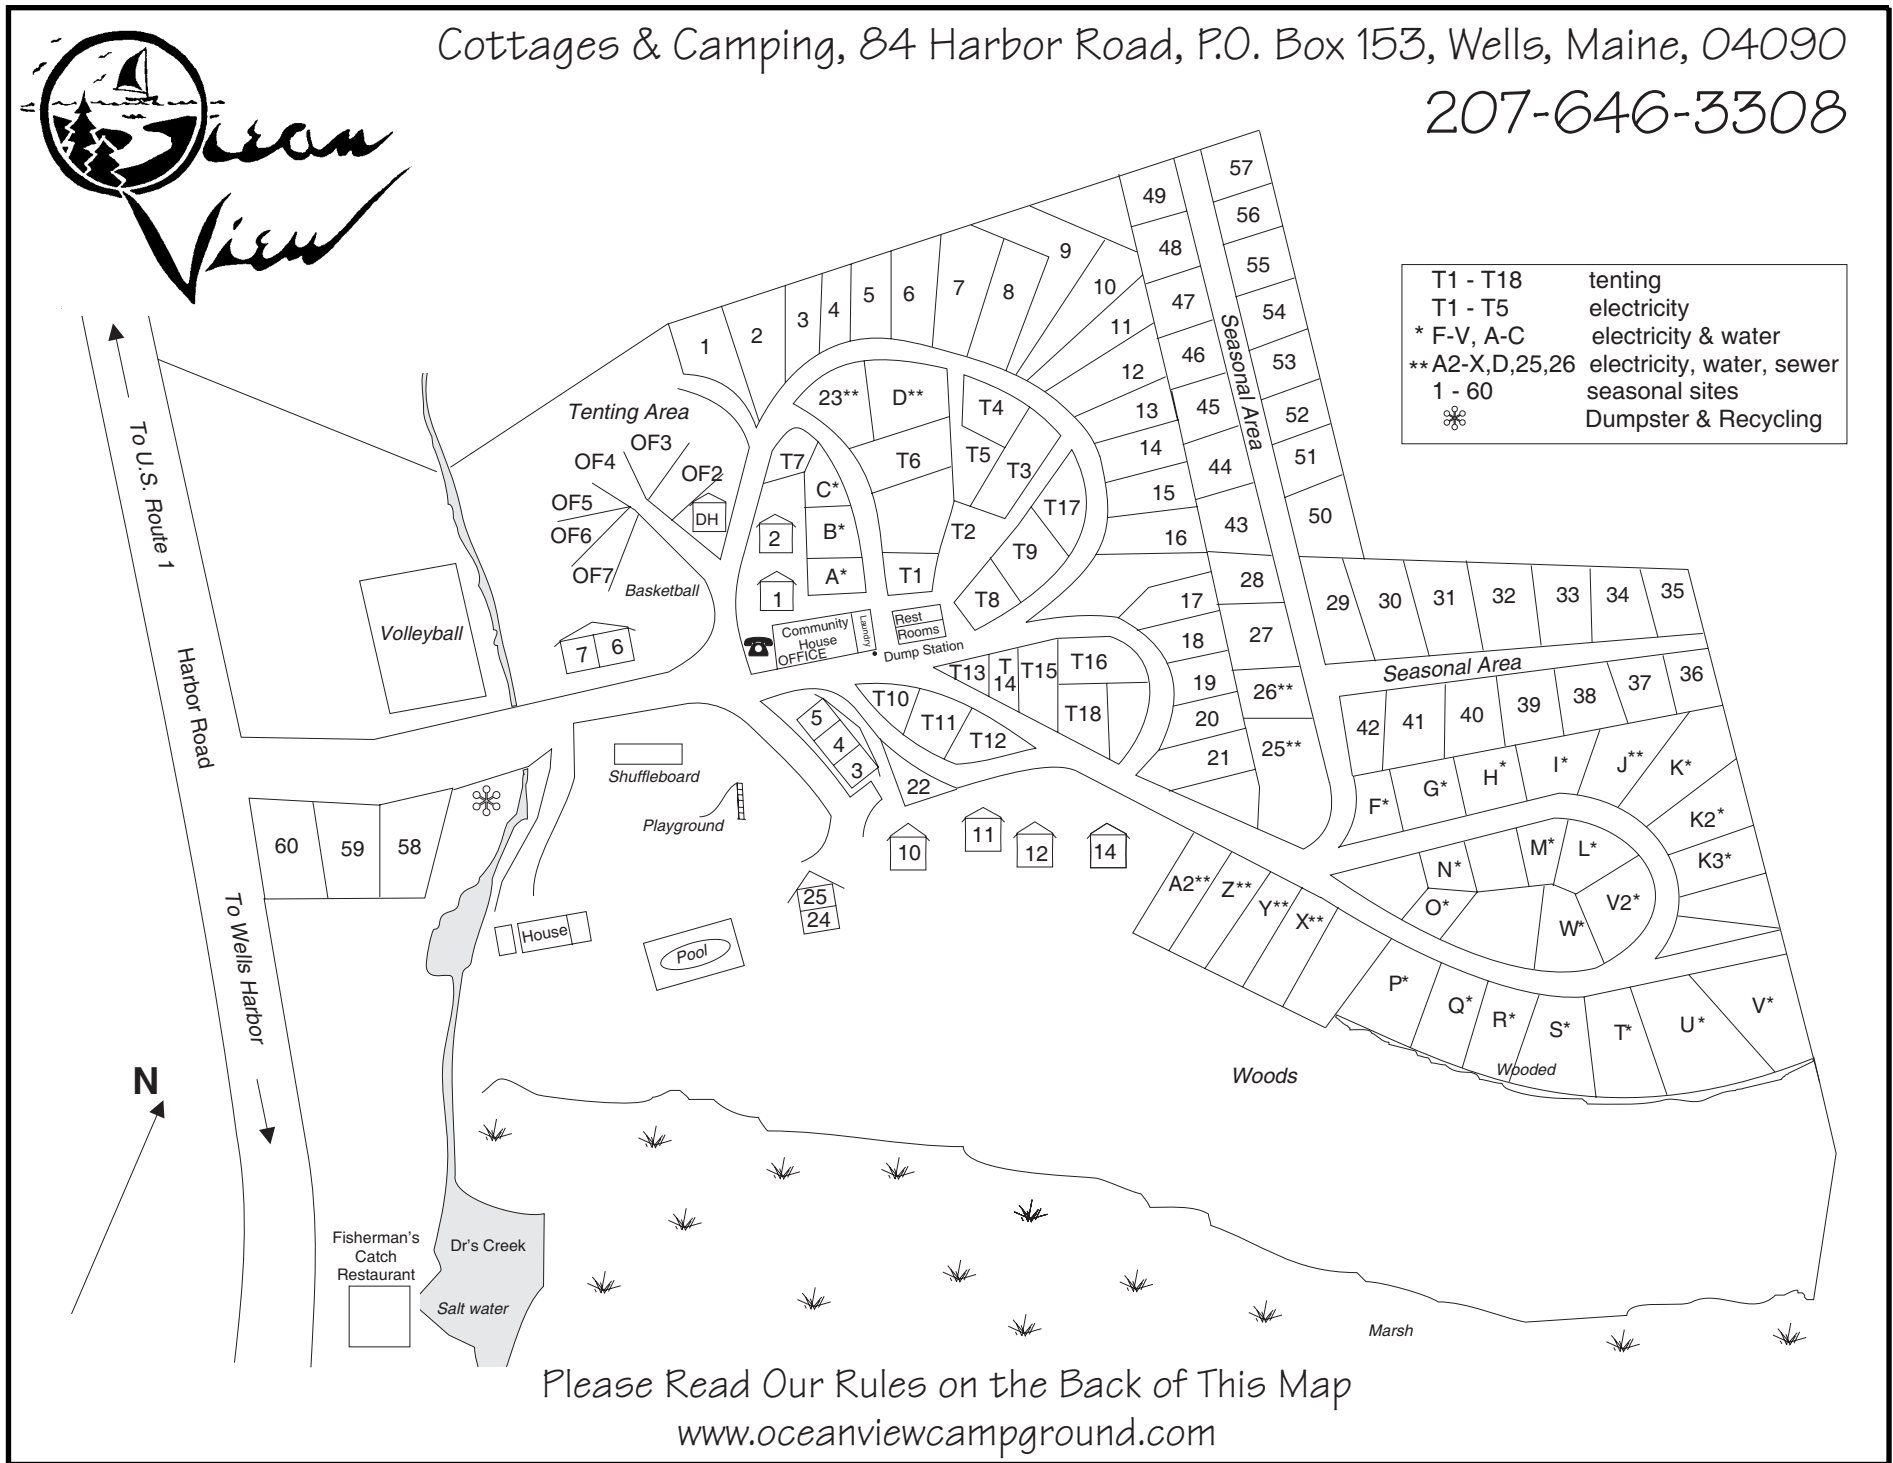 Ocean View
Cottages & Camping, 84 Harbor Road, P.O. Box 153, Wells, Maine, 04090
207-646-3308
T1 - T18 tenting
T1 - T5 electricity
* F-V, A-C electricity & water
** A2-X,D,25,26 electricity, water, sewer
1 - 60 seasonal sites
Dumpster & Recycling
57
56
55
54
53
52
51
50
49
48
47
46
45
44
43
Seasonal Area
1
2
3
4
5
6
7
8
9
10
11
12
13
14
15
16
17
18
19
20
21
28
27
26**
25**
29
30
31
32
33
34
35
Seasonal Area
42
41
40
39
38
37
36
To U.S. Route 1
Harbor Road
To Wells Harbor
Tenting Area
OF3
OF4
OF2
OF5
OF6
OF7
DH
Basketball
Volleyball
7
6
23**
D**
T4
T5
T3
T6
T7
C*
B*
A*
T17
T2
T9
T1
T8
2
1
Community
House
OFFICE
Laundry
Rest
Rooms
Dump Station
T13
T
14
T15
T16
T18
T10
T11
T12
5
4
3
22
Shuffleboard
Playground
60
59
58
House
Pool
25
24
10
11
12
14
A2**
Z**
Y**
X**
F*
G*
H*
I*
J**
K*
K2*
K3*
M*
L*
N*
O*
V2*
W*
P*
Q*
R*
S*
T*
U*
V*
Wooded
Woods
N
Fisherman's
Catch
Restaurant
Dr's Creek
Salt water
Marsh
Please Read Our Rules on the Back of This Map
www.oceanviewcampground.com